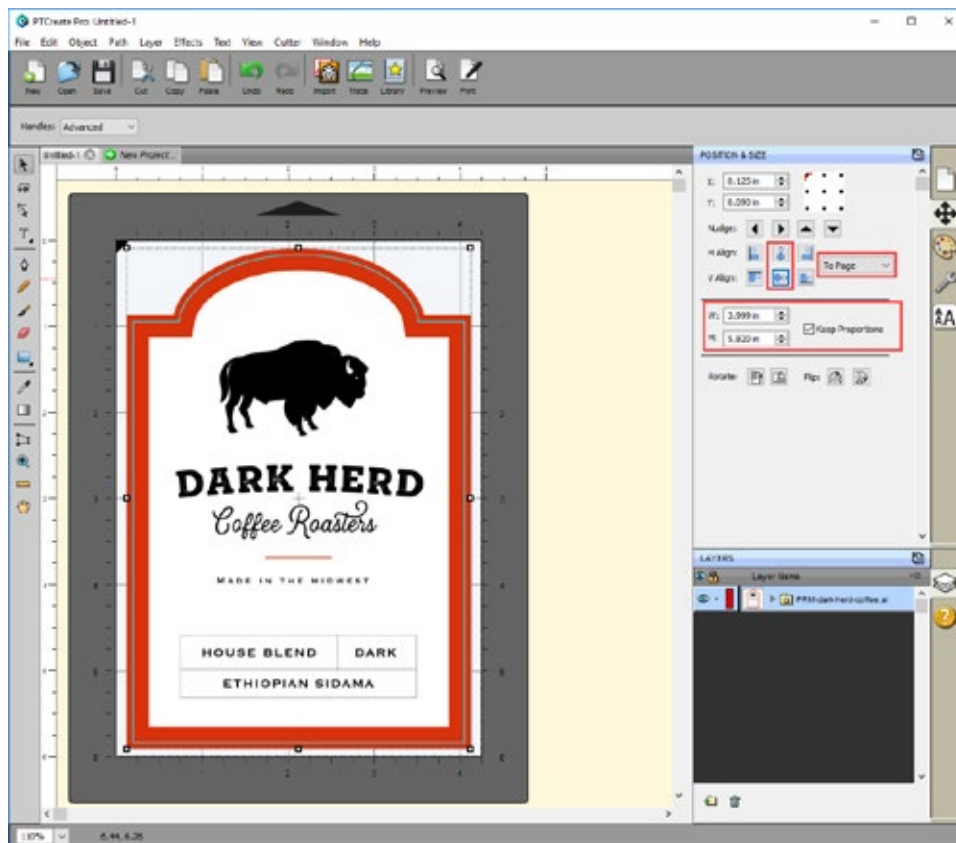 PTCreate Pro: Untitled-1
File Edit Object Path Layer Effects Text View Cutter Window Help
New Open Save Cut Copy Paste Undo Redo Import Trace Library Preview Print
Handles: Advanced
Untitled-1 New Project...
POSITION & SIZE
X: 0.125 in
Y: 0.090 in
Nudge:
H Align:
To Page
V Align:
W: 3.999 in
Keep Proportions
H: 5.820 in
Rotate: Flip:
DARK HERD
Coffee Roasters
MADE IN THE MIDWEST
HOUSE BLEND DARK
ETHIOPIAN SIDAMA
LAYERS
Layer Name
110% 6.44, 6.26